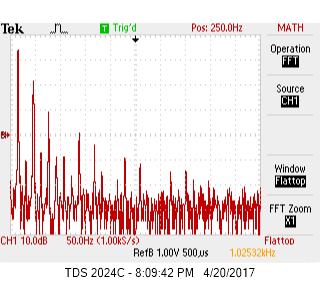 Tek T Trig'd Pos: 250.0Hz MATH
Operation
FFT
Source
CH1
Window
Flattop
FFT Zoom
X1
CH1 10.0dB 50.0Hz (1.00kS/s) Flattop
RefB 1.00V 500µs 1.02532kHz
TDS 2024C - 8:09:42 PM 4/20/2017